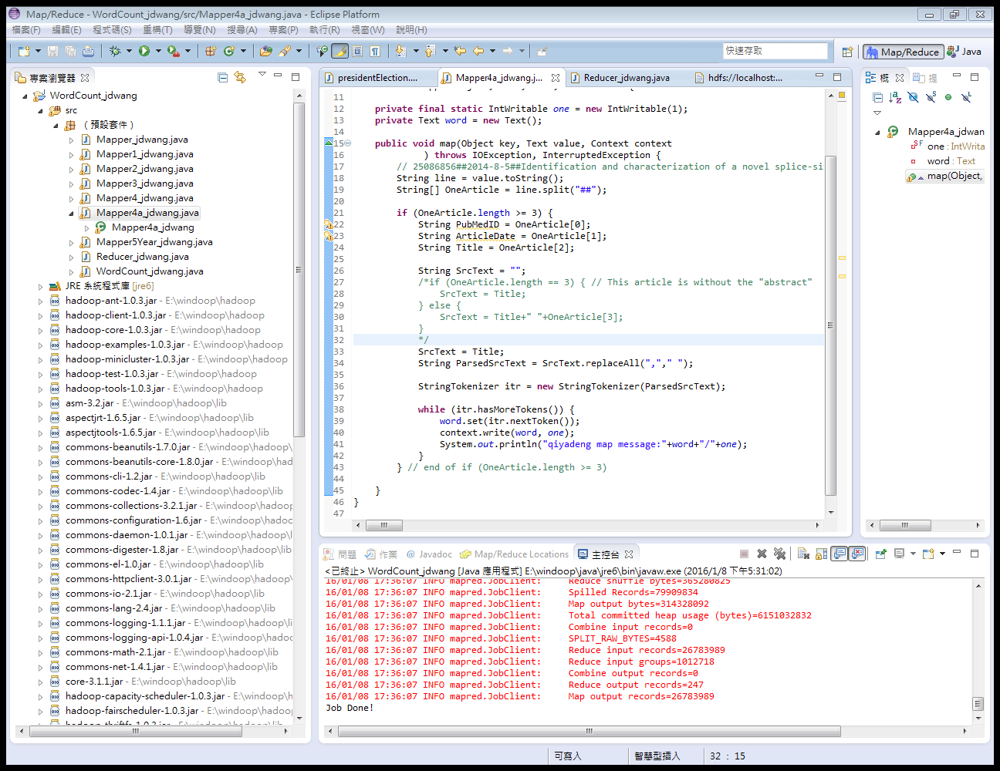 Map/Reduce - WordCount_jdwang/src/Mapper4a_jdwang.java - Eclipse Platform
檔案(F) 編輯(E) 程式碼(S) 重構(T) 導覽(N) 搜尋(A) 專案(P) 執行(R) 視窗(W) 說明(H)
快速存取
Map/Reduce
Java
專案瀏覽器
WordCount_jdwang
src
(預設套件)
Mapper_jdwang.java
Mapper1_jdwang.java
Mapper2_jdwang.java
Mapper3_jdwang.java
Mapper4_jdwang.java
Mapper4a_jdwang.java
Mapper4a_jdwang
Mapper5Year_jdwang.java
Reducer_jdwang.java
WordCount_jdwang.java
JRE 系統程式庫 [jre6]
hadoop-ant-1.0.3.jar - E:\windoop\hadoop
hadoop-client-1.0.3.jar - E:\windoop\hadoop
hadoop-core-1.0.3.jar - E:\windoop\hadoop
hadoop-examples-1.0.3.jar - E:\windoop\hadoop
hadoop-minicluster-1.0.3.jar - E:\windoop\hadoop
hadoop-test-1.0.3.jar - E:\windoop\hadoop
hadoop-tools-1.0.3.jar - E:\windoop\hadoop
asm-3.2.jar - E:\windoop\hadoop\lib
aspectjrt-1.6.5.jar - E:\windoop\hadoop\lib
aspectjtools-1.6.5.jar - E:\windoop\hadoop\lib
commons-beanutils-1.7.0.jar - E:\windoop\hadoop\
commons-beanutils-core-1.8.0.jar - E:\windoop\had
commons-cli-1.2.jar - E:\windoop\hadoop\lib
commons-codec-1.4.jar - E:\windoop\hadoop\lib
commons-collections-3.2.1.jar - E:\windoop\hadoop
commons-configuration-1.6.jar - E:\windoop\hadoop
commons-daemon-1.0.1.jar - E:\windoop\hadoop\
commons-digester-1.8.jar - E:\windoop\hadoop\lib
commons-el-1.0.jar - E:\windoop\hadoop\lib
commons-httpclient-3.0.1.jar - E:\windoop\hadoop\
commons-io-2.1.jar - E:\windoop\hadoop\lib
commons-lang-2.4.jar - E:\windoop\hadoop\lib
commons-logging-1.1.1.jar - E:\windoop\hadoop\li
commons-logging-api-1.0.4.jar - E:\windoop\hadoo
commons-math-2.1.jar - E:\windoop\hadoop\lib
commons-net-1.4.1.jar - E:\windoop\hadoop\lib
core-3.1.1.jar - E:\windoop\hadoop\lib
hadoop-capacity-scheduler-1.0.3.jar - E:\windoop\
hadoop-fairscheduler-1.0.3.jar - E:\windoop\hadoo
presidentElection.... Mapper4a_jdwang.j... Reducer_jdwang.java hdfs://localhost:...
11
12 private final static IntWritable one = new IntWritable(1);
13 private Text word = new Text();
14
15 public void map(Object key, Text value, Context context
16 ) throws IOException, InterruptedException {
17 // 25086856##2014-8-5##Identification and characterization of a novel splice-si
18 String line = value.toString();
19 String[] OneArticle = line.split("##");
20
21 if (OneArticle.length >= 3) {
22 String PubMedID = OneArticle[0];
23 String ArticleDate = OneArticle[1];
24 String Title = OneArticle[2];
25
26 String SrcText = "";
27 /*if (OneArticle.length == 3) { // This article is without the "abstract"
28 SrcText = Title;
29 } else {
30 SrcText = Title+" "+OneArticle[3];
31 }
32 */
33 SrcText = Title;
34 String ParsedSrcText = SrcText.replaceAll(","," ");
35
36 StringTokenizer itr = new StringTokenizer(ParsedSrcText);
37
38 while (itr.hasMoreTokens()) {
39 word.set(itr.nextToken());
40 context.write(word, one);
41 System.out.println("qiyadeng map message:"+word+"/"+one);
42 }
43 } // end of if (OneArticle.length >= 3)
44
45 }
46 }
47
概 提
Mapper4a_jdwan
one : IntWrita
word : Text
map(Object,
問題 作業 @ Javadoc Map/Reduce Locations 主控台
<已終止> WordCount_jdwang [Java 應用程式] E:\windoop\java\jre6\bin\javaw.exe (2016/1/8 下午5:31:02)
16/01/08 17:36:07 INFO mapred.JobClient: Reduce shuffle bytes=365280625
16/01/08 17:36:07 INFO mapred.JobClient: Spilled Records=79909834
16/01/08 17:36:07 INFO mapred.JobClient: Map output bytes=314328092
16/01/08 17:36:07 INFO mapred.JobClient: Total committed heap usage (bytes)=6151032832
16/01/08 17:36:07 INFO mapred.JobClient: Combine input records=0
16/01/08 17:36:07 INFO mapred.JobClient: SPLIT_RAW_BYTES=4588
16/01/08 17:36:07 INFO mapred.JobClient: Reduce input records=26783989
16/01/08 17:36:07 INFO mapred.JobClient: Reduce input groups=1012718
16/01/08 17:36:07 INFO mapred.JobClient: Combine output records=0
16/01/08 17:36:07 INFO mapred.JobClient: Reduce output records=247
16/01/08 17:36:07 INFO mapred.JobClient: Map output records=26783989
Job Done!
可寫入 智慧型插入 32 : 15